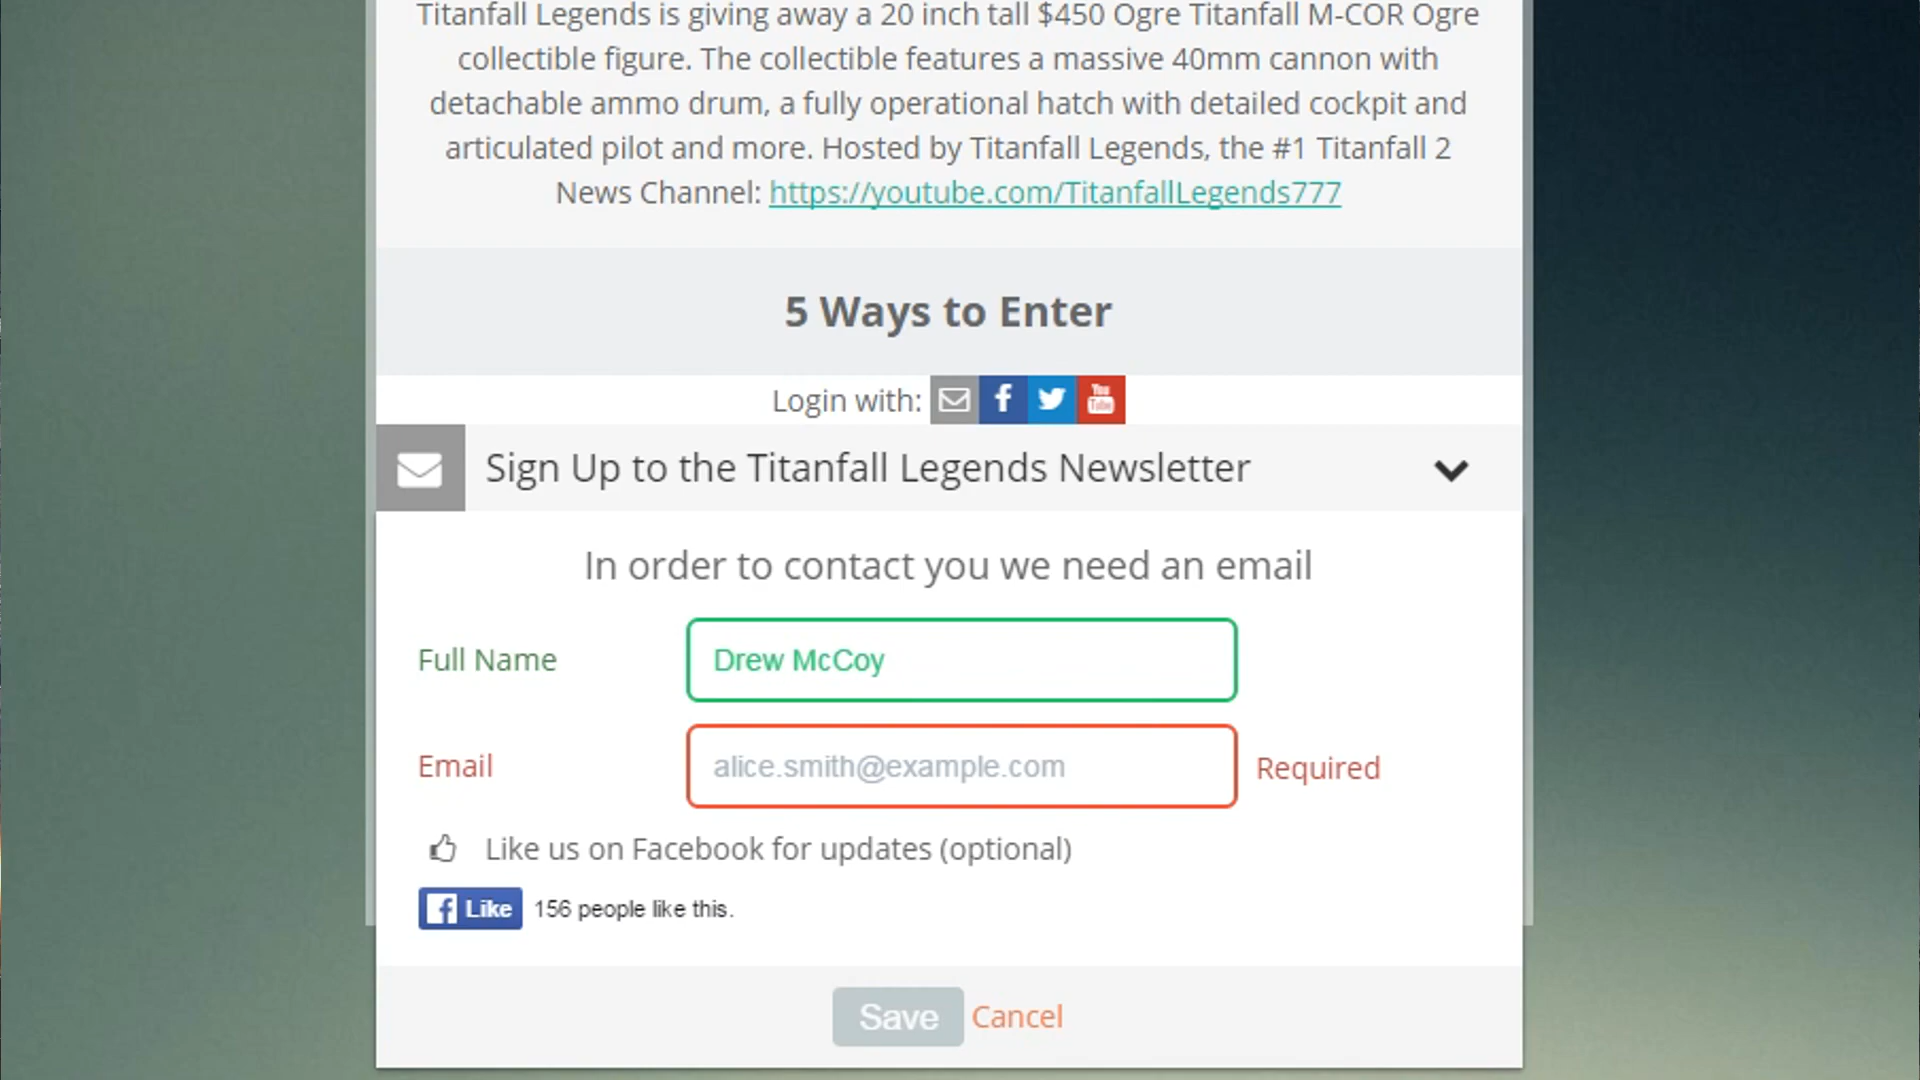 Titanfall Legends is giving away a 20 inch tall $450 Ogre Titanfall M-COR Ogre
collectible figure. The collectible features a massive 40mm cannon with
detachable ammo drum, a fully operational hatch with detailed cockpit and
articulated pilot and more. Hosted by Titanfall Legends, the #1 Titanfall 2
News Channel: https://youtube.com/TitanfallLegends777
5 Ways to Enter
Login with: You Tube
Sign Up to the Titanfall Legends Newsletter
In order to contact you we need an email
Full Name Drew McCoy
Email alice.smith@example.com Required
Like us on Facebook for updates (optional)
Like 156 people like this.
Save Cancel